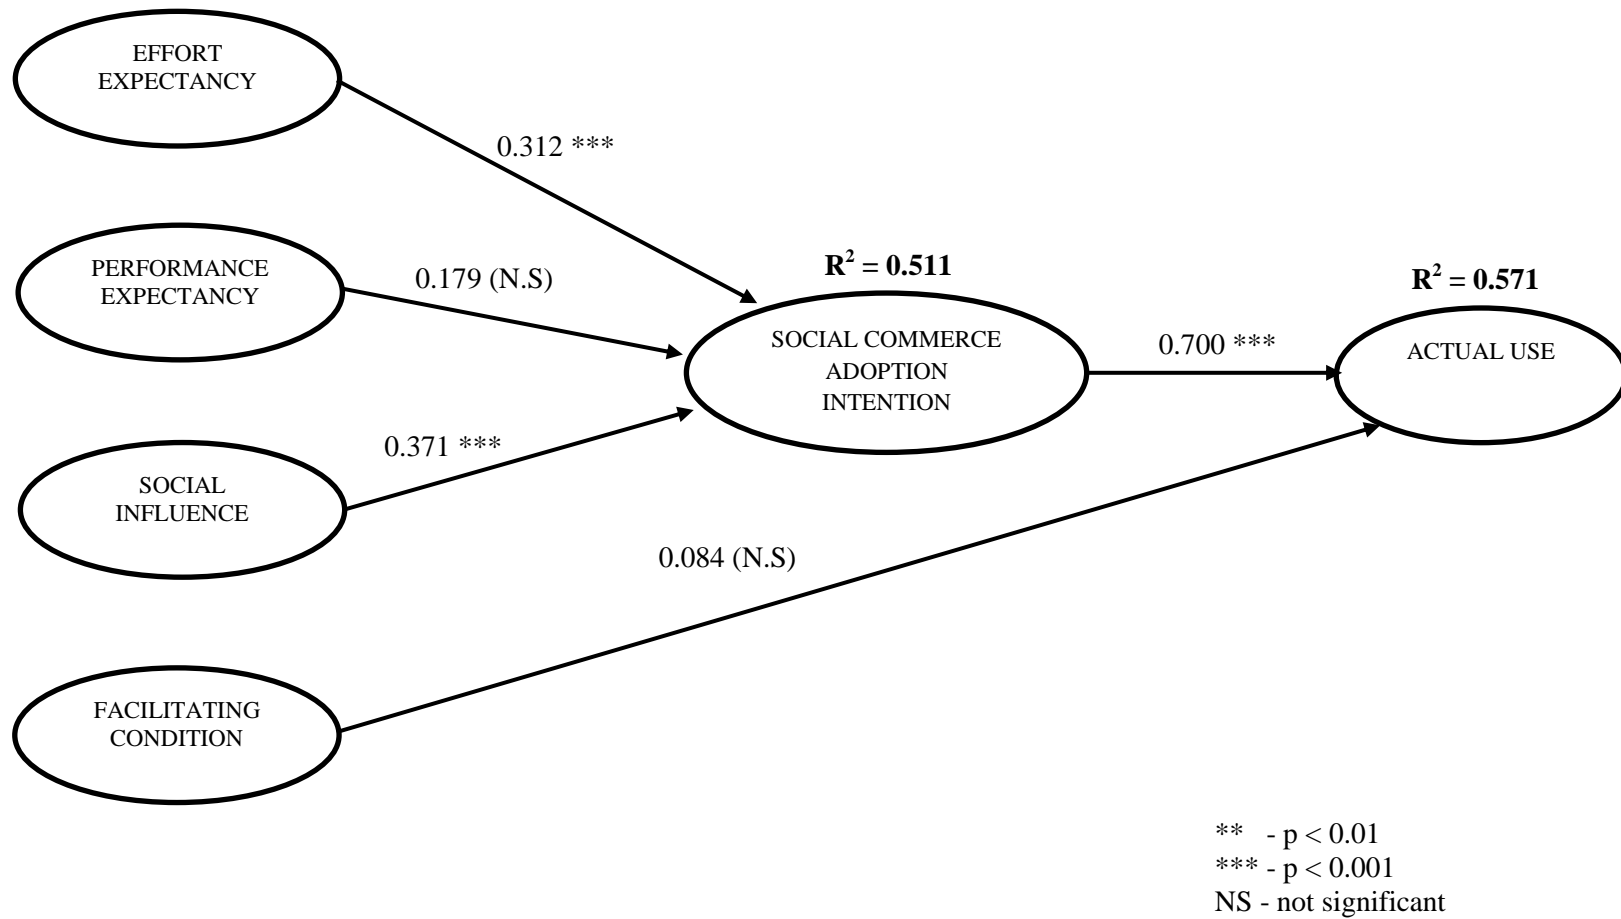 EFFORT
EXPECTANCY
0.312 ***
PERFORMANCE
EXPECTANCY
0.179 (N.S)
R² = 0.511
R² = 0.571
SOCIAL COMMERCE
ADOPTION
INTENTION
0.700 ***
ACTUAL USE
0.371 ***
SOCIAL
INFLUENCE
0.084 (N.S)
FACILITATING
CONDITION
** - p < 0.01
*** - p < 0.001
NS - not significant